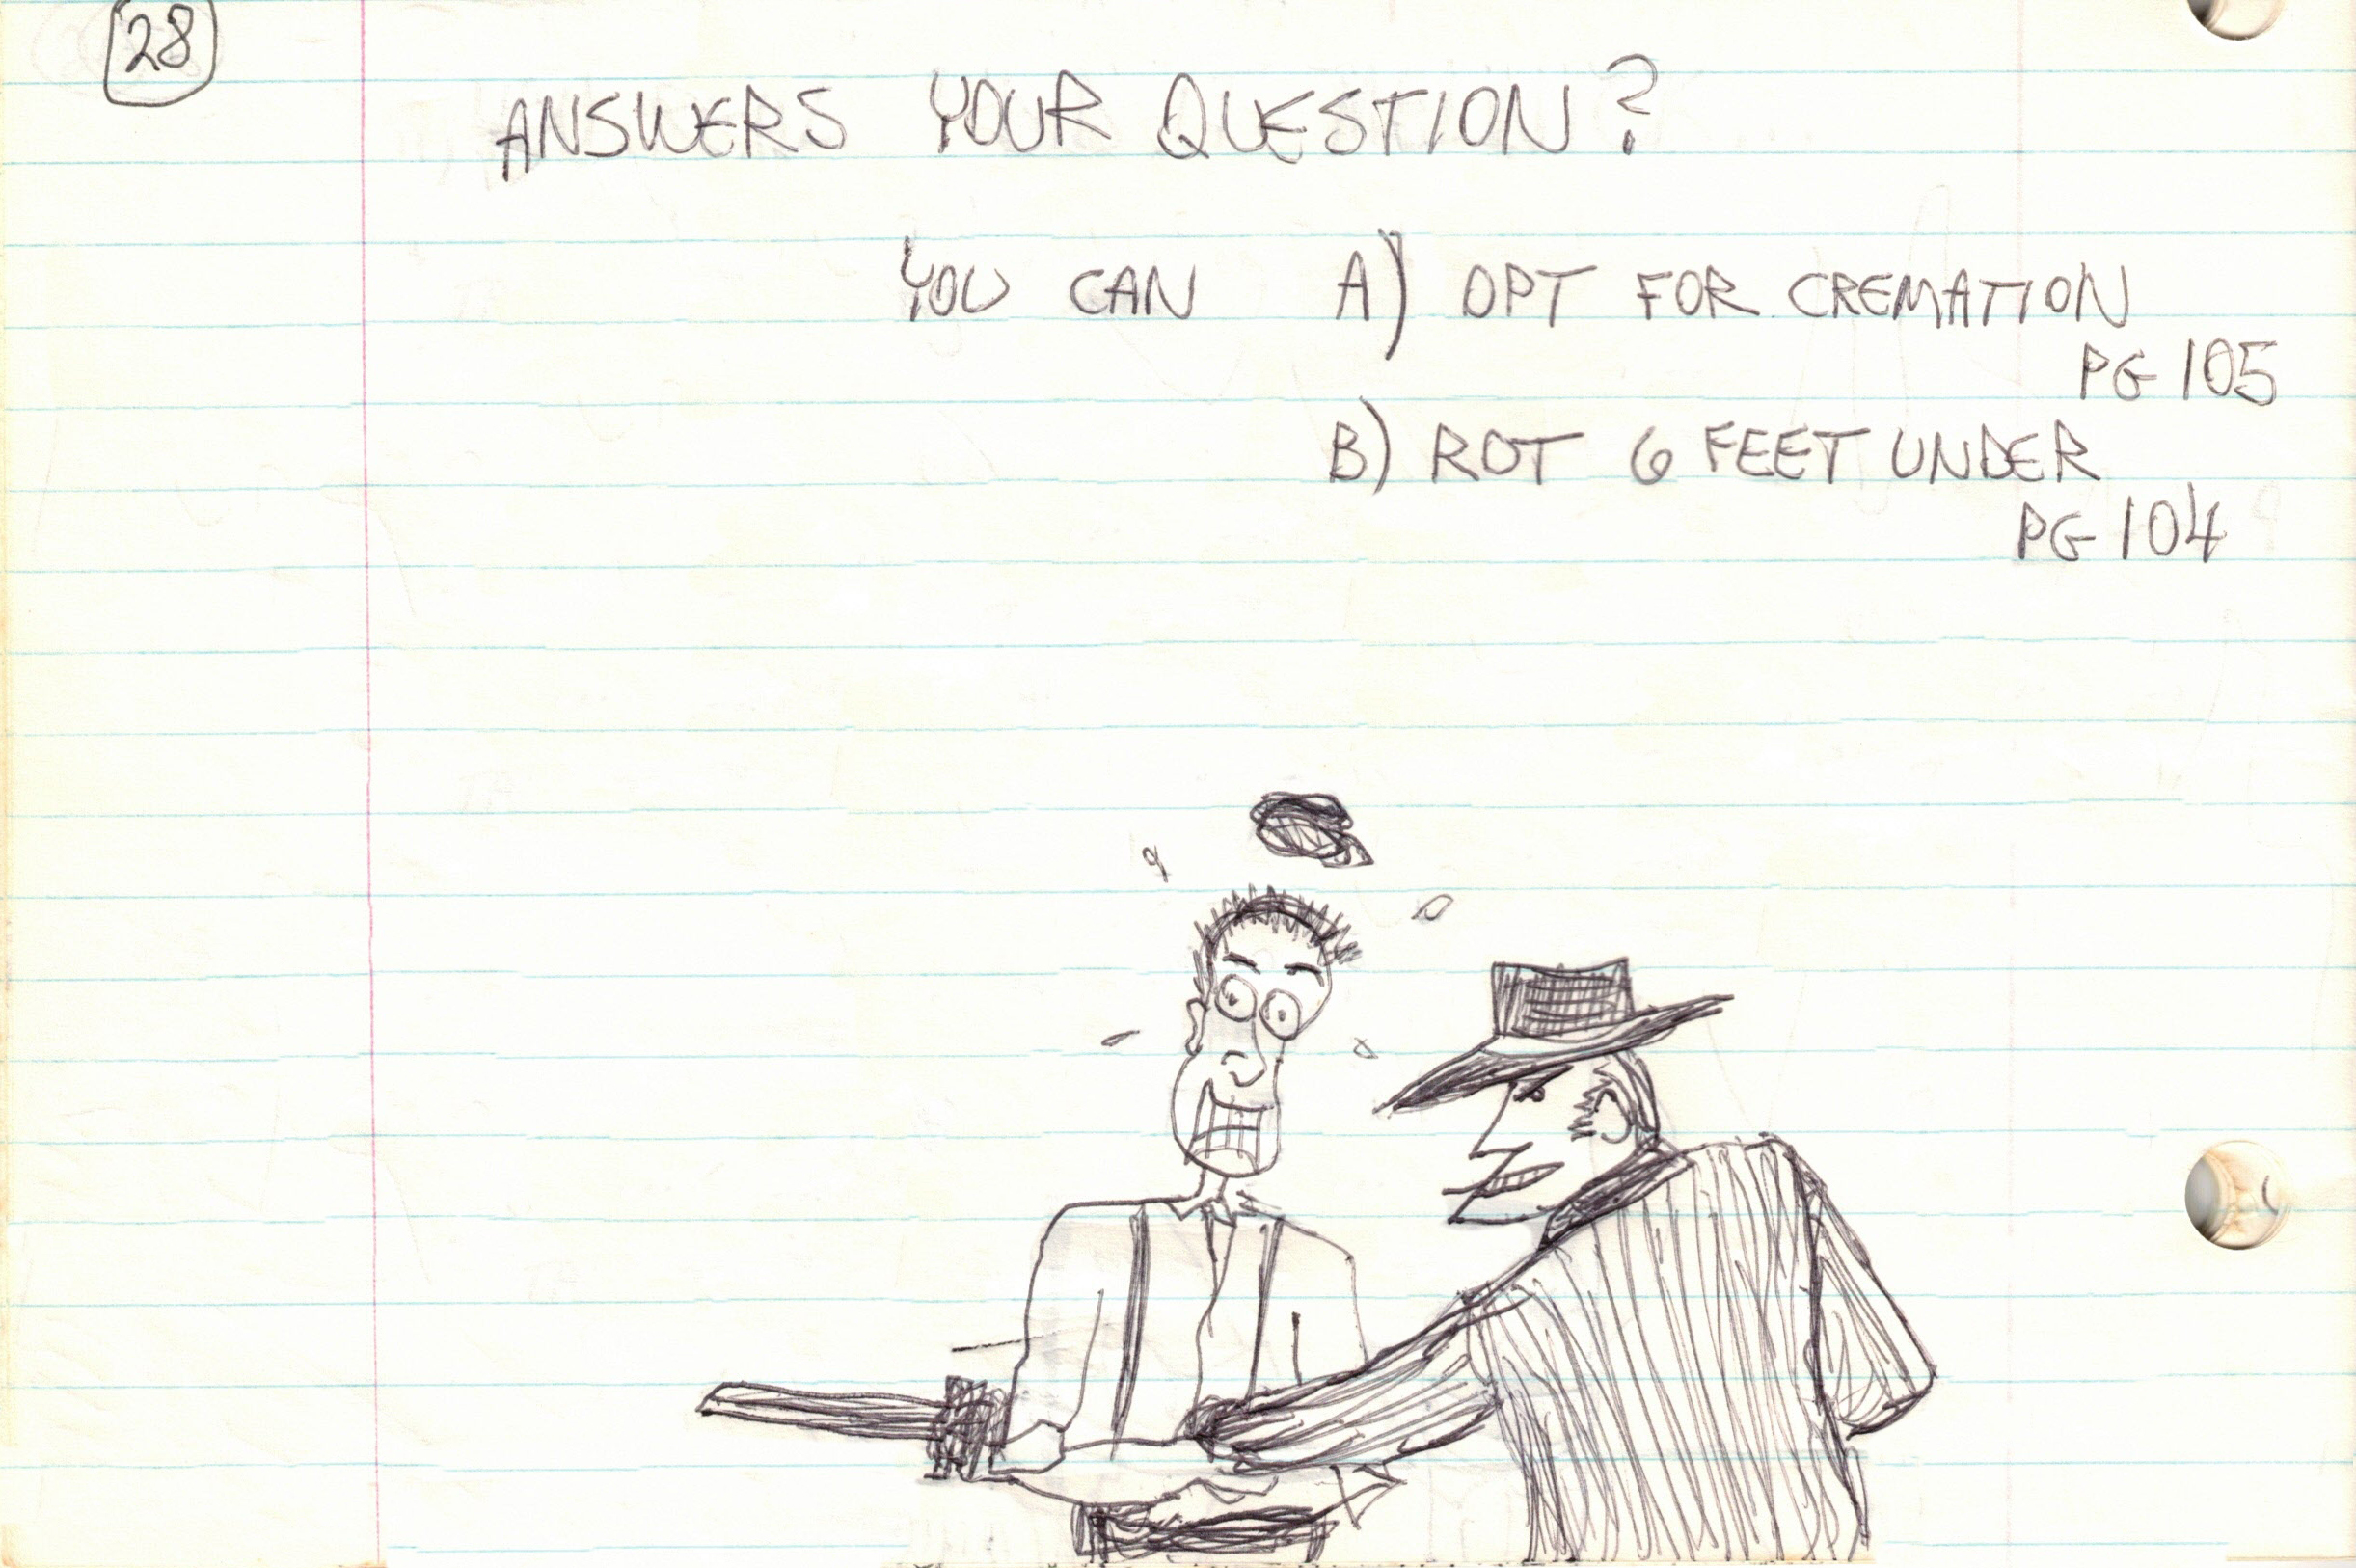 28
ANSWERS YOUR QUESTION?
YOU CAN A) OPT FOR CREMATION
PG 105
B) ROT 6 FEET UNDER
PG 104